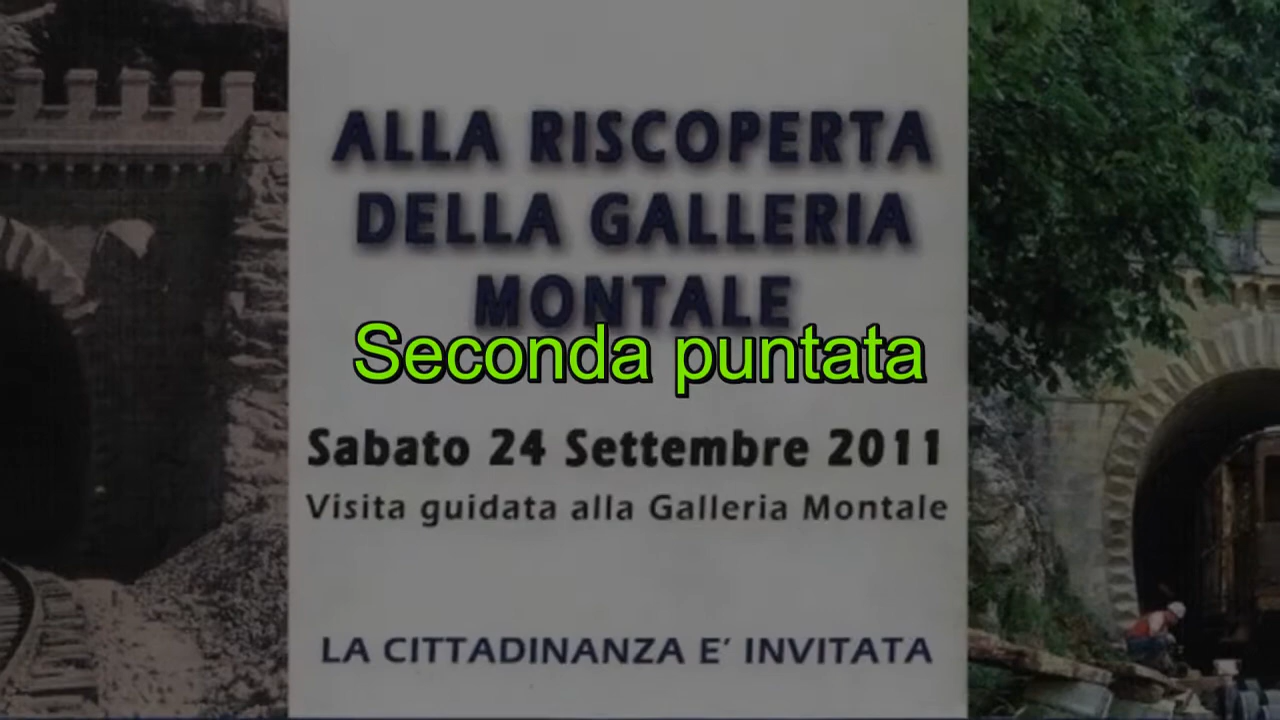 ALLA RISCOPERTA
DELLA GALLERIA
MONTALE
Seconda puntata
Sabato 24 Settembre 2011
Visita guidata alla Galleria Montale
LA CITTADINANZA E' INVITATA